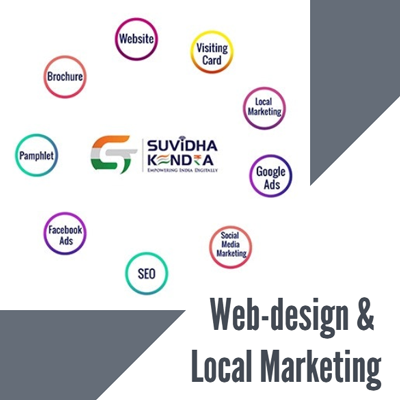 Website
Visiting
Card
Brochure
Local
Marketing
Pamphlet
GST
SUVIDHA
KENDRA
EMPOWERING INDIA DIGITALLY
Google
Ads
Facebook
Ads
Social
Media
Marketing
SEO
Web-design &
Local Marketing